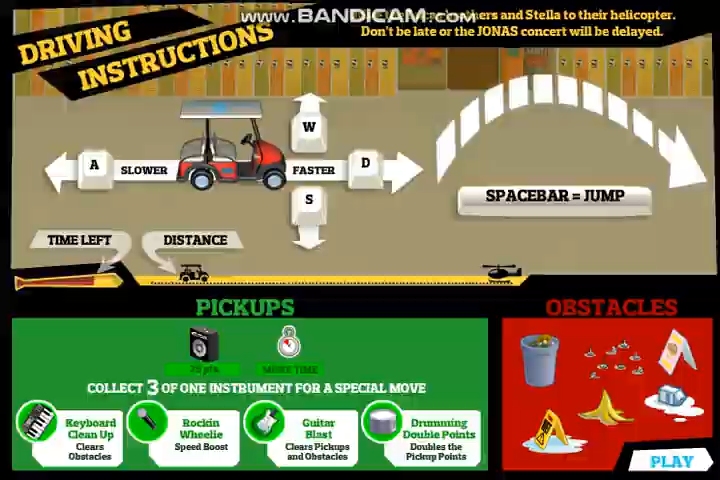 www.BANDICAM.com
hers and Stella to their helicopter.
Don't be late or the JONAS concert will be delayed.
DRIVING
INSTRUCTIONS
W
A
SLOWER
FASTER
D
S
SPACEBAR = JUMP
TIME LEFT
DISTANCE
PICKUPS
OBSTACLES
75 pts.
MORE TIME
COLLECT 3 OF ONE INSTRUMENT FOR A SPECIAL MOVE
Keyboard
Clean Up
Clears
Obstacles
Rockin
Wheelie
Speed Boost
Guitar
Blast
Clears Pickups
and Obstacles
Drumming
Double Points
Doubles the
Pickup Points
PLAY